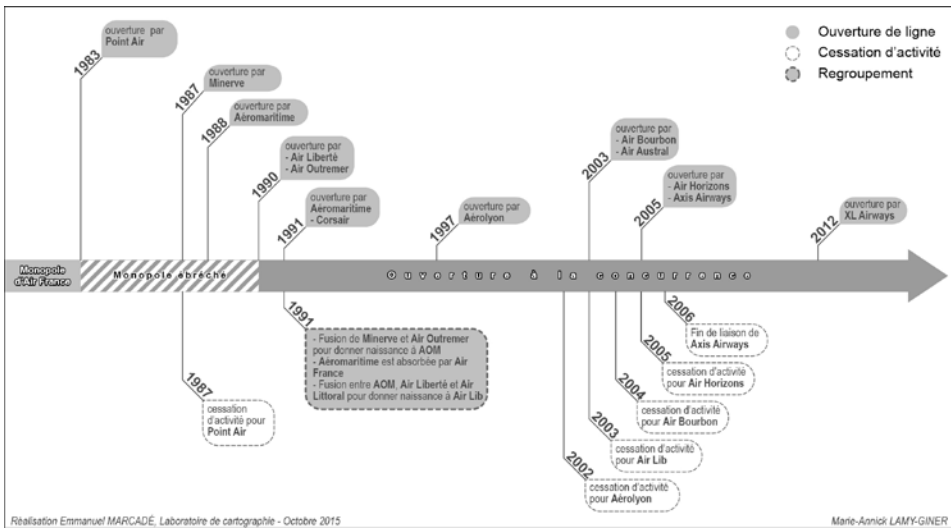 ouverture par
Point Air
1983
ouverture par
Minerve
1987
ouverture par
Aéromaritime
1988
ouverture par
- Air Liberté
- Air Outremer
1990
ouverture par
Aéromaritime
- Corsair
1991
ouverture par
Aérolyon
1997
ouverture par
- Air Bourbon
- Air Austral
2003
ouverture par
- Air Horizons
- Axis Airways
2005
ouverture par
XL Airways
2012
Ouverture de ligne
Cessation d'activité
Regroupement
Monopole
d'Air France
Monopole ébréché
Ouverture à la concurrence
1987
cessation
d'activité pour
Point Air
1991
- Fusion de Minerve et Air Outremer
pour donner naissance à AOM
- Aéromaritime est absorbée par Air
France
- Fusion entre AOM, Air Liberté et Air
Littoral pour donner naissance à Air Lib
2002
cessation d'activité
pour Aérolyon
2003
cessation d'activité
pour Air Lib
2004
cessation d'activité
pour Air Bourbon
2005
cessation d'activité
pour Air Horizons
2006
Fin de liaison de
Axis Airways
Réalisation Emmanuel MARCADÉ, Laboratoire de cartographie - Octobre 2015
Marie-Annick LAMY-GINER